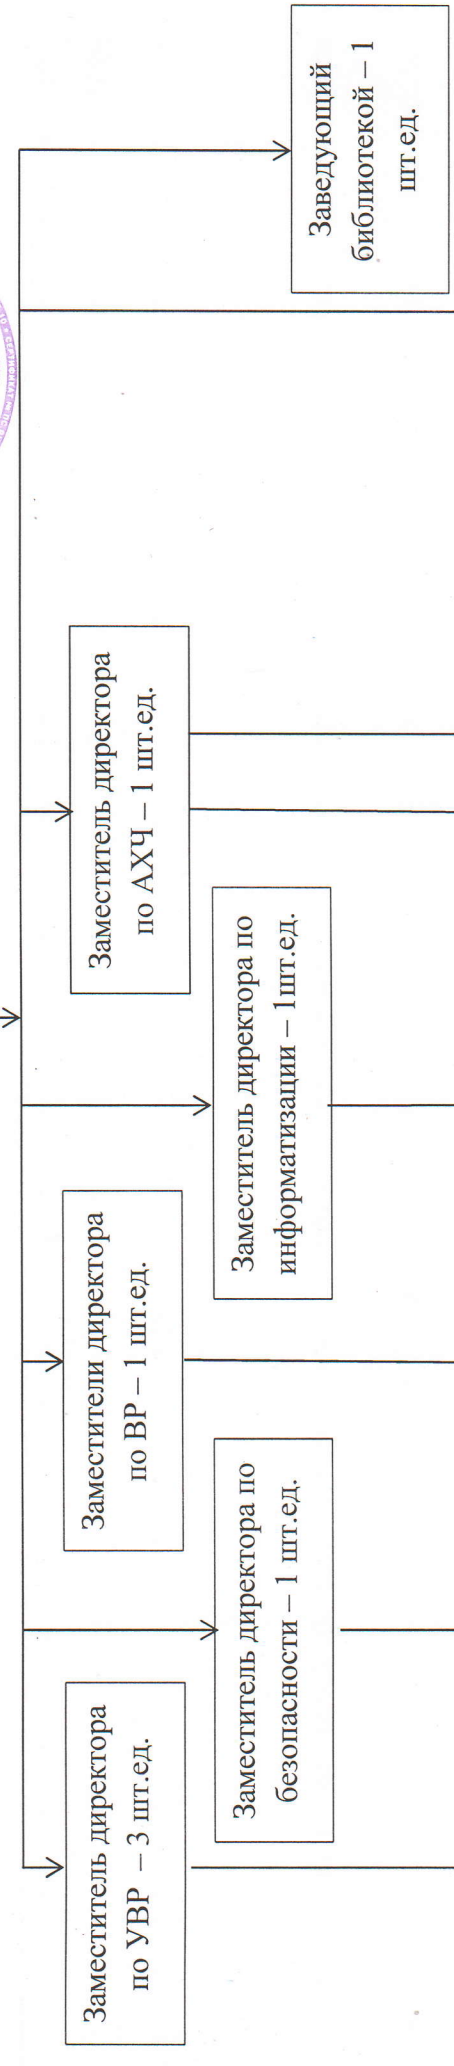 Заместитель директора
по УВР – 3 шт.ед.
Заместитель директора по
безопасности – 1 шт.ед.
Заместители директора
по ВР – 1 шт.ед.
Заместитель директора по
информатизации – 1шт.ед.
Заместитель директора
по АХЧ – 1 шт.ед.
Заведующий
библиотекой – 1
шт.ед.